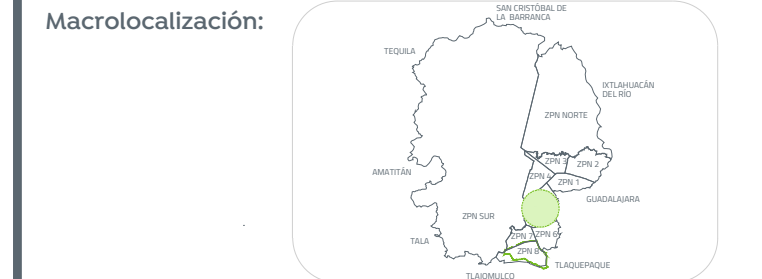 Macrolocalización:
SAN CRISTÓBAL DE
LA BARRANCA
TEQUILA
IXTLAHUACÁN
DEL RÍO
ZPN NORTE
ZPN 3
ZPN 2
AMATITÁN
ZPN 4
ZPN 1
GUADALAJARA
ZPN SUR
ZPN 7
ZPN 6
TALA
ZPN 8
TLAQUEPAQUE
TLAJOMULCO